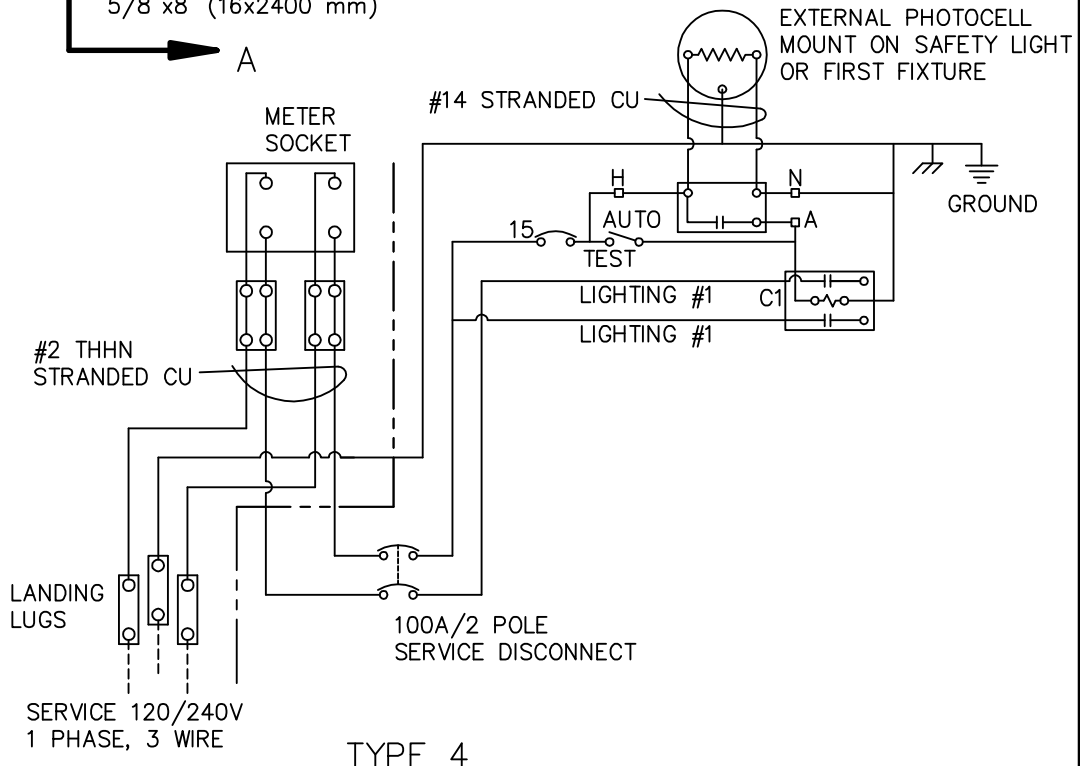 5/8 x8 (16x2400 mm)
A
EXTERNAL PHOTOCELL
MOUNT ON SAFETY LIGHT
OR FIRST FIXTURE
#14 STRANDED CU
METER
SOCKET
H
N
GROUND
15
AUTO
A
TEST
LIGHTING #1
C1
LIGHTING #1
#2 THHN
STRANDED CU
LANDING
LUGS
100A/2 POLE
SERVICE DISCONNECT
SERVICE 120/240V
1 PHASE, 3 WIRE
TYPE 4